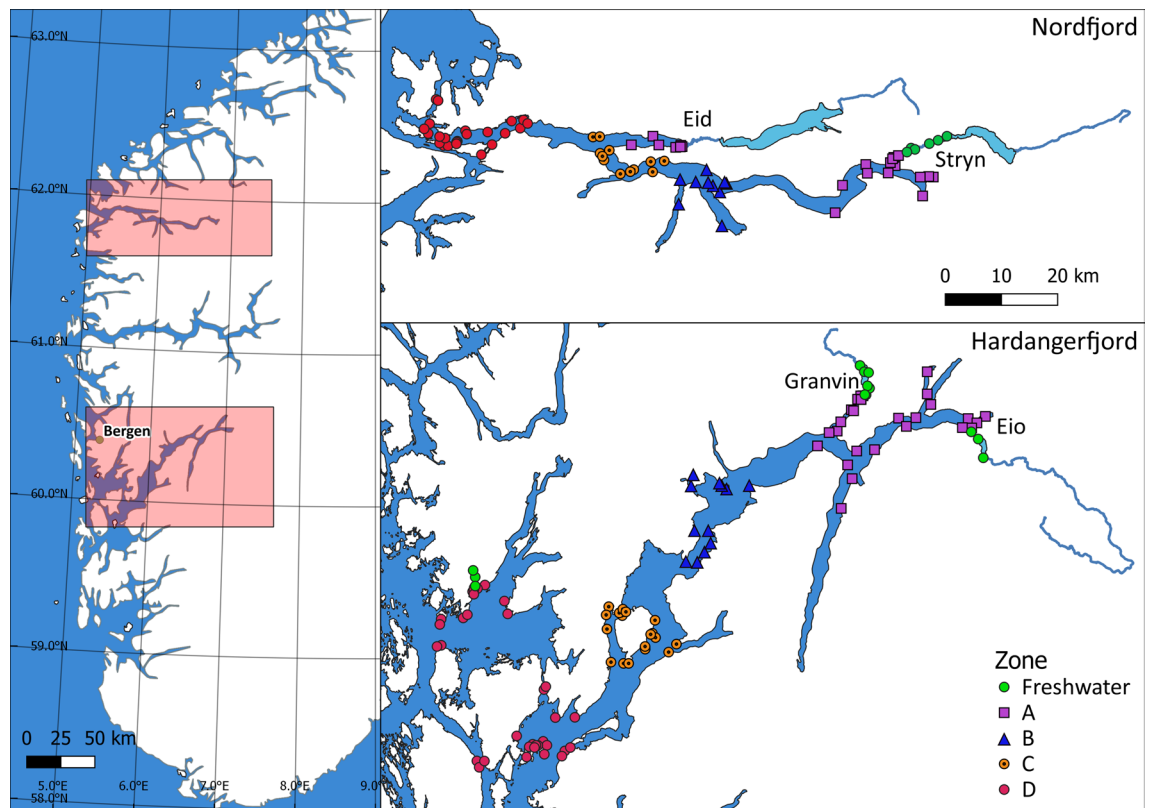 63.0°N
62.0°N
61.0°N
Bergen
60.0°N
59.0°N
0 25 50 km
5.0°E 6.0°E 7.0°E 8.0°E 9.0°
58.0°N
Nordfjord
Eid
Stryn
0 10 20 km
Hardangerfjord
Granvin
Eio
Zone
Freshwater
A
B
C
D